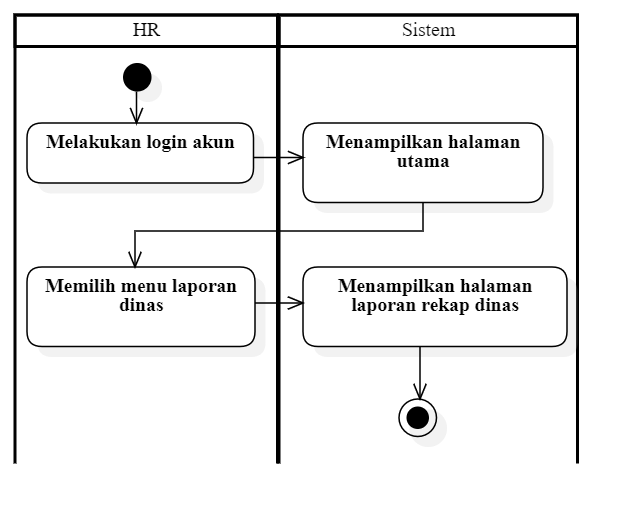 HR
Sistem
Melakukan login akun
Menampilkan halaman
utama
Memilih menu laporan
dinas
Menampilkan halaman
laporan rekap dinas